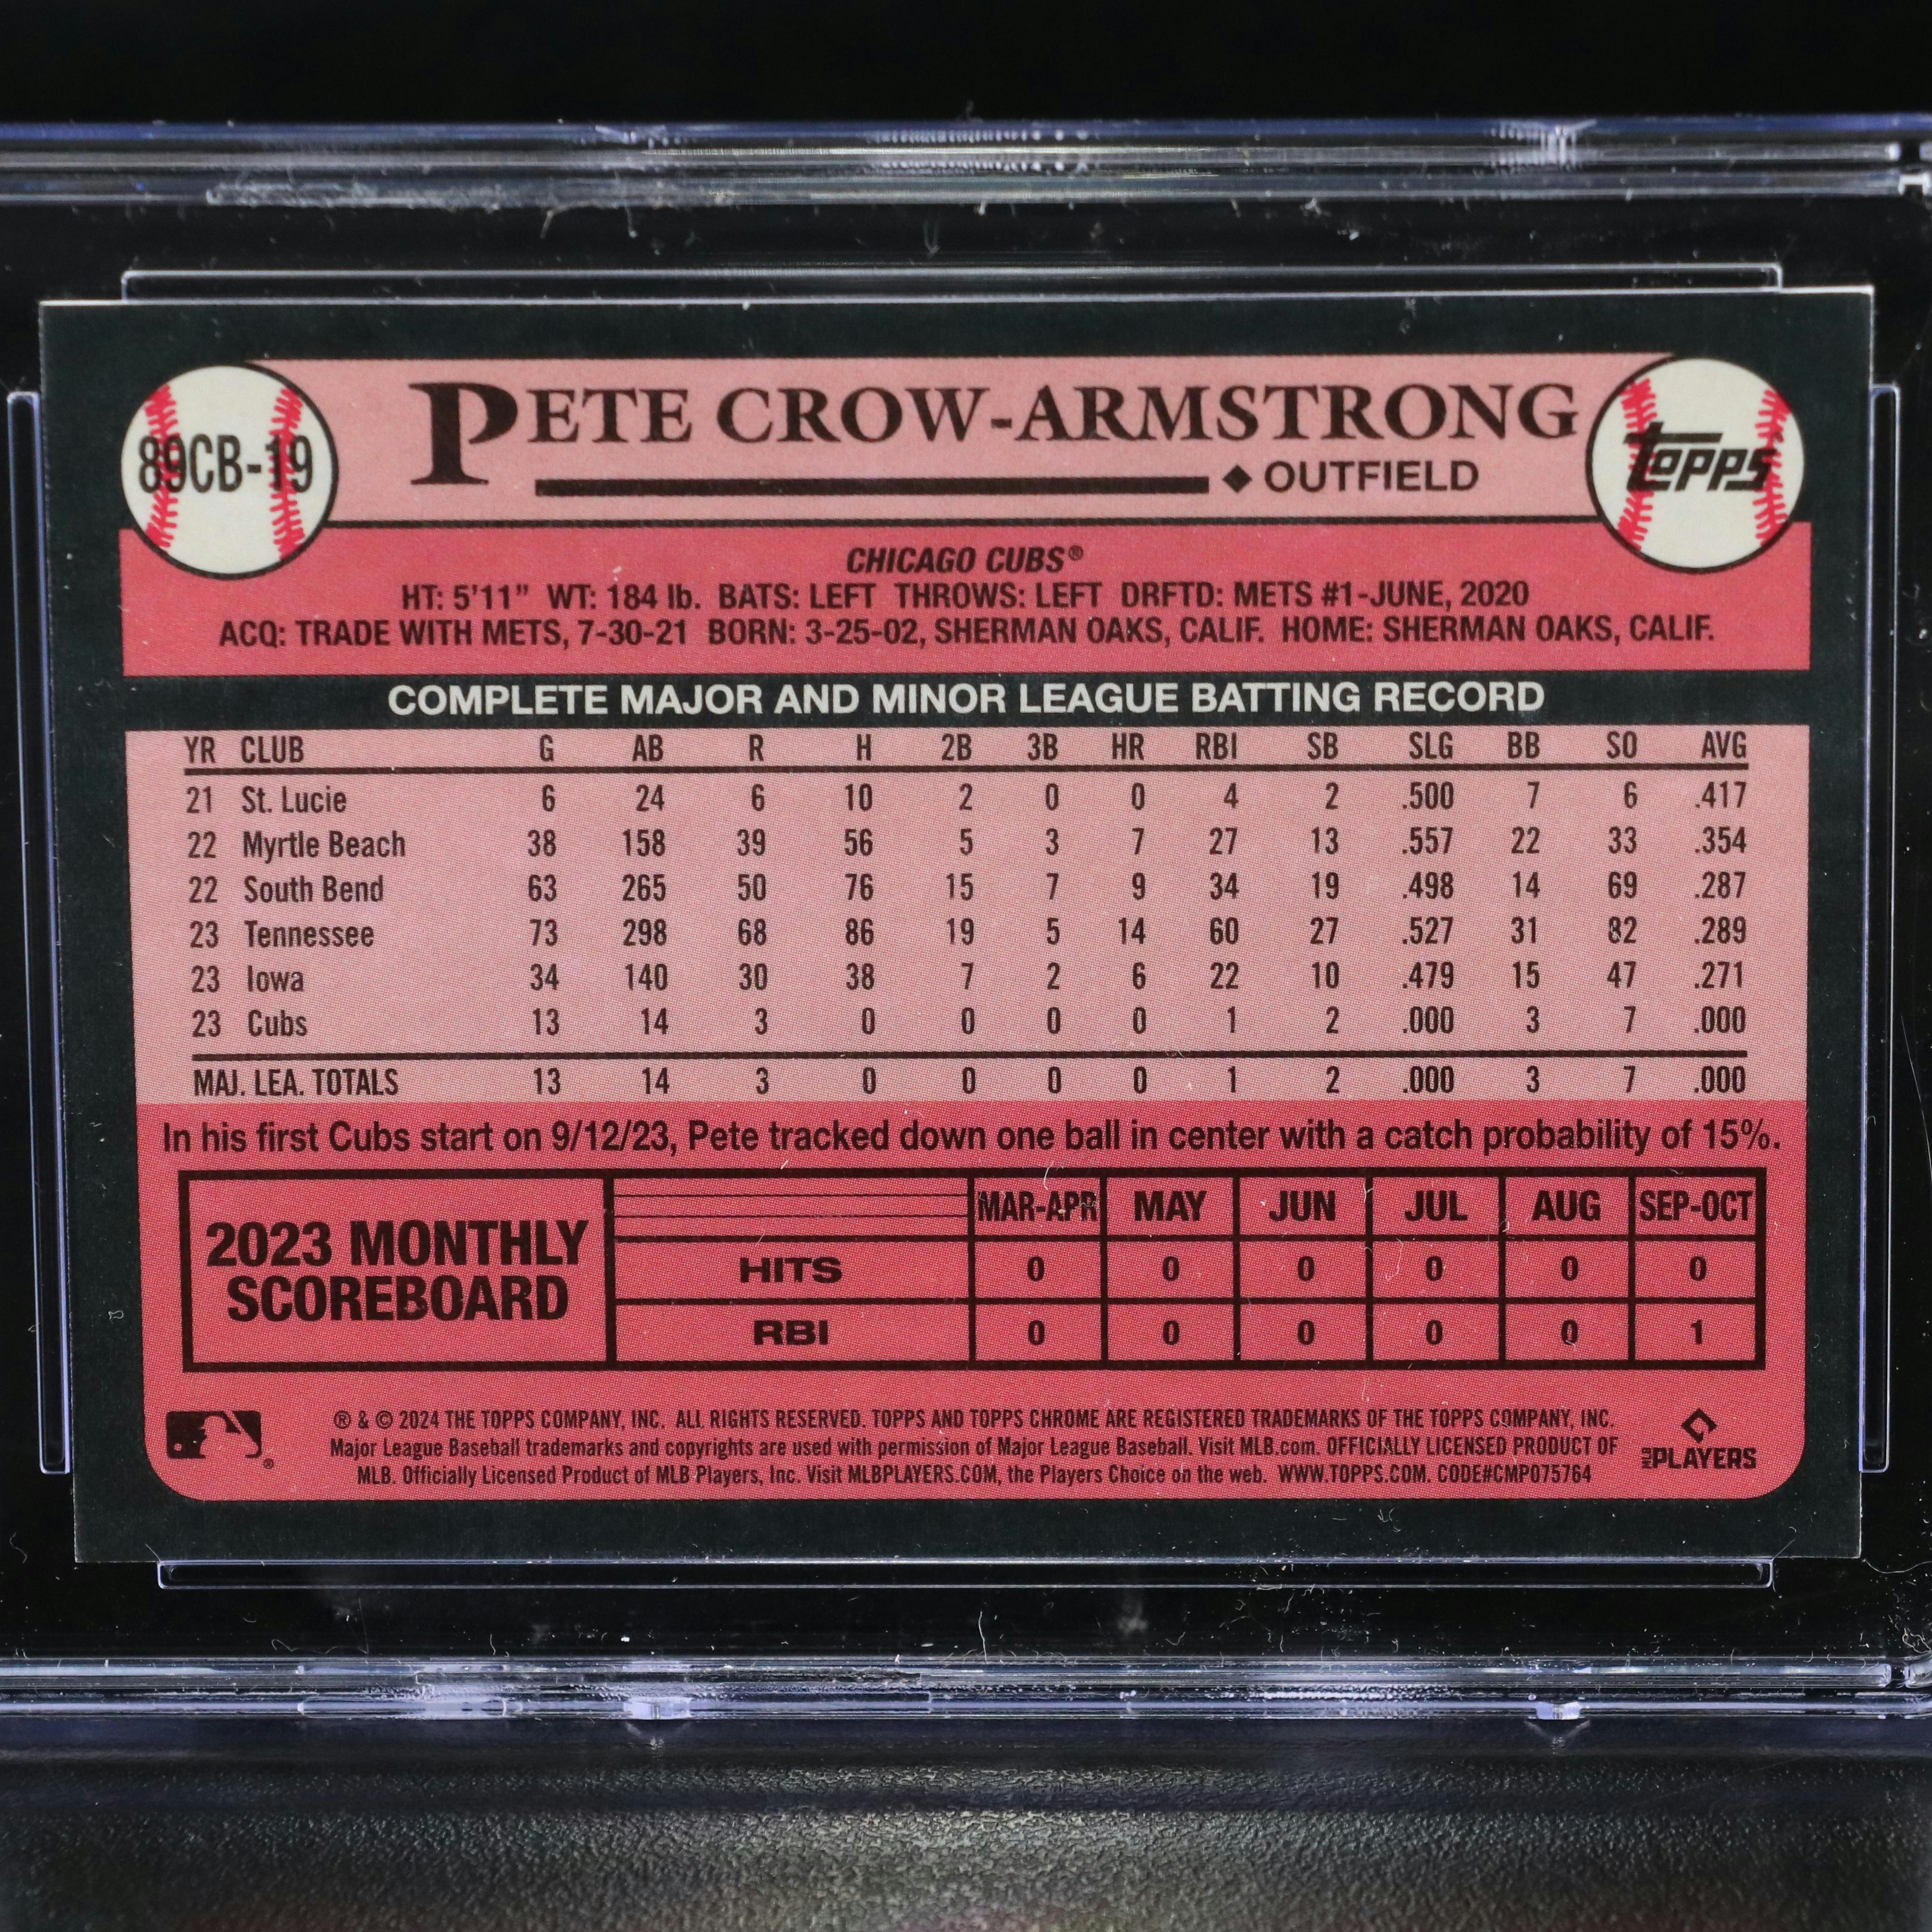 89CB-19
PETE CROW-ARMSTRONG
◆ OUTFIELD
topps
CHICAGO CUBS®
HT: 5'11" WT: 184 lb. BATS: LEFT THROWS: LEFT DRFTD: METS #1-JUNE, 2020
ACQ: TRADE WITH METS, 7-30-21 BORN: 3-25-02, SHERMAN OAKS, CALIF. HOME: SHERMAN OAKS, CALIF.
COMPLETE MAJOR AND MINOR LEAGUE BATTING RECORD
YR CLUB G AB R H 2B 3B HR RBI SB SLG BB SO AVG
21 St. Lucie 6 24 6 10 2 0 0 4 2 .500 7 6 .417
22 Myrtle Beach 38 158 39 56 5 3 7 27 13 .557 22 33 .354
22 South Bend 63 265 50 76 15 7 9 34 19 .498 14 69 .287
23 Tennessee 73 298 68 86 19 5 14 60 27 .527 31 82 .289
23 Iowa 34 140 30 38 7 2 6 22 10 .479 15 47 .271
23 Cubs 13 14 3 0 0 0 0 1 2 .000 3 7 .000
MAJ. LEA. TOTALS 13 14 3 0 0 0 0 1 2 .000 3 7 .000
In his first Cubs start on 9/12/23, Pete tracked down one ball in center with a catch probability of 15%.
2023 MONTHLY
SCOREBOARD
MAR-APR MAY JUN JUL AUG SEP-OCT
HITS 0 0 0 0 0 0
RBI 0 0 0 0 0 1
® & © 2024 THE TOPPS COMPANY, INC. ALL RIGHTS RESERVED. TOPPS AND TOPPS CHROME ARE REGISTERED TRADEMARKS OF THE TOPPS COMPANY, INC.
Major League Baseball trademarks and copyrights are used with permission of Major League Baseball. Visit MLB.com. OFFICIALLY LICENSED PRODUCT OF
MLB. Officially Licensed Product of MLB Players, Inc. Visit MLBPLAYERS.COM, the Players Choice on the web. WWW.TOPPS.COM. CODE#CMP075764
®
MLB PLAYERS